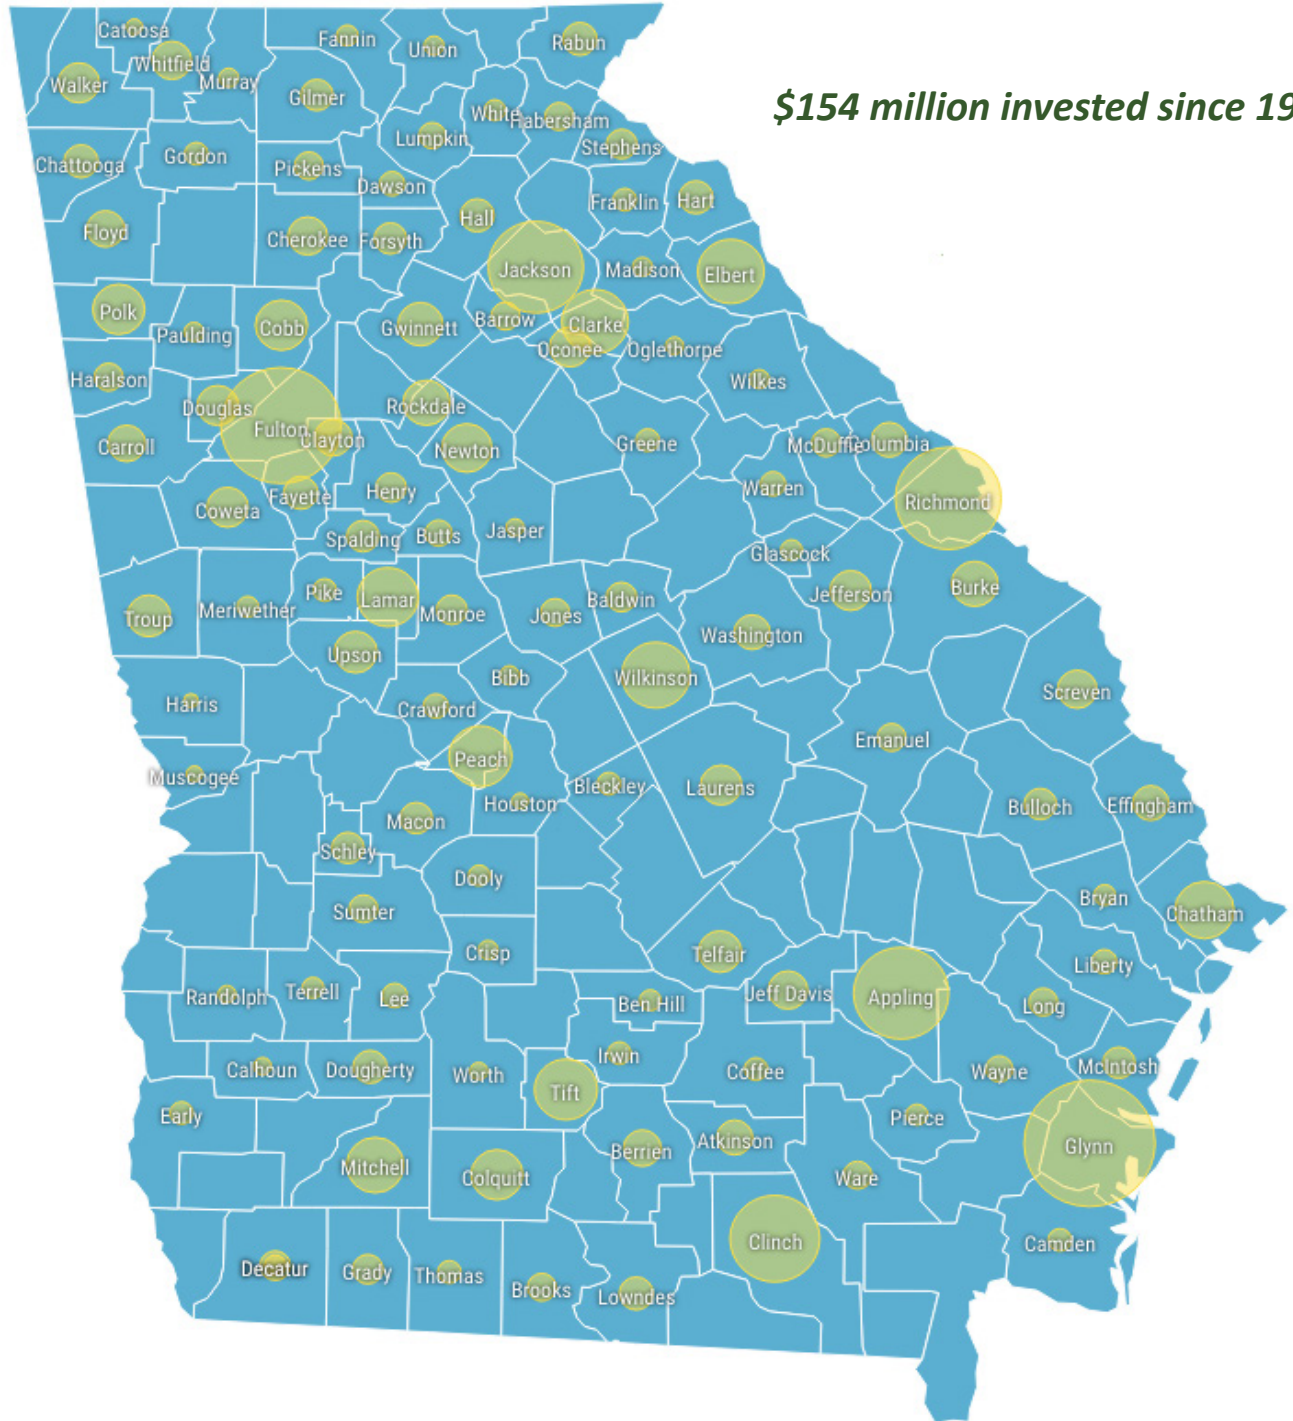 Catoosa
Fannin
Union
Rabun
Whitfield
Murray
Walker
Gilmer
$154 million invested since 19
White
Habersham
Lumpkin
Stephens
Chattooga
Gordon
Pickens
Dawson
Franklin
Hart
Hall
Floyd
Cherokee
Forsyth
Jackson
Madison
Elbert
Polk
Paulding
Cobb
Gwinnett
Barrow
Clarke
Oconee
Oglethorpe
Haralson
Wilkes
Douglas
Rockdale
Fulton
Clayton
Carroll
Newton
Greene
McDuffie
Columbia
Fayette
Henry
Warren
Richmond
Coweta
Spalding
Butts
Jasper
Glascock
Pike
Lamar
Baldwin
Jefferson
Burke
Troup
Meriwether
Monroe
Jones
Washington
Upson
Bibb
Wilkinson
Harris
Crawford
Screven
Emanuel
Peach
Muscogee
Houston
Bleckley
Laurens
Macon
Bulloch
Effingham
Schley
Dooly
Sumter
Bryan
Chatham
Crisp
Telfair
Liberty
Randolph
Terrell
Lee
Ben Hill
Jeff Davis
Appling
Long
Calhoun
Dougherty
Worth
Irwin
Coffee
Wayne
McIntosh
Tift
Early
Pierce
Mitchell
Colquitt
Berrien
Atkinson
Glynn
Ware
Clinch
Camden
Decatur
Grady
Thomas
Brooks
Lowndes